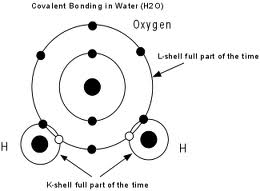 Covalent Bonding in Water (H2O)
Oxygen
L-shell full part of the time
H
H
K-shell full part of the time